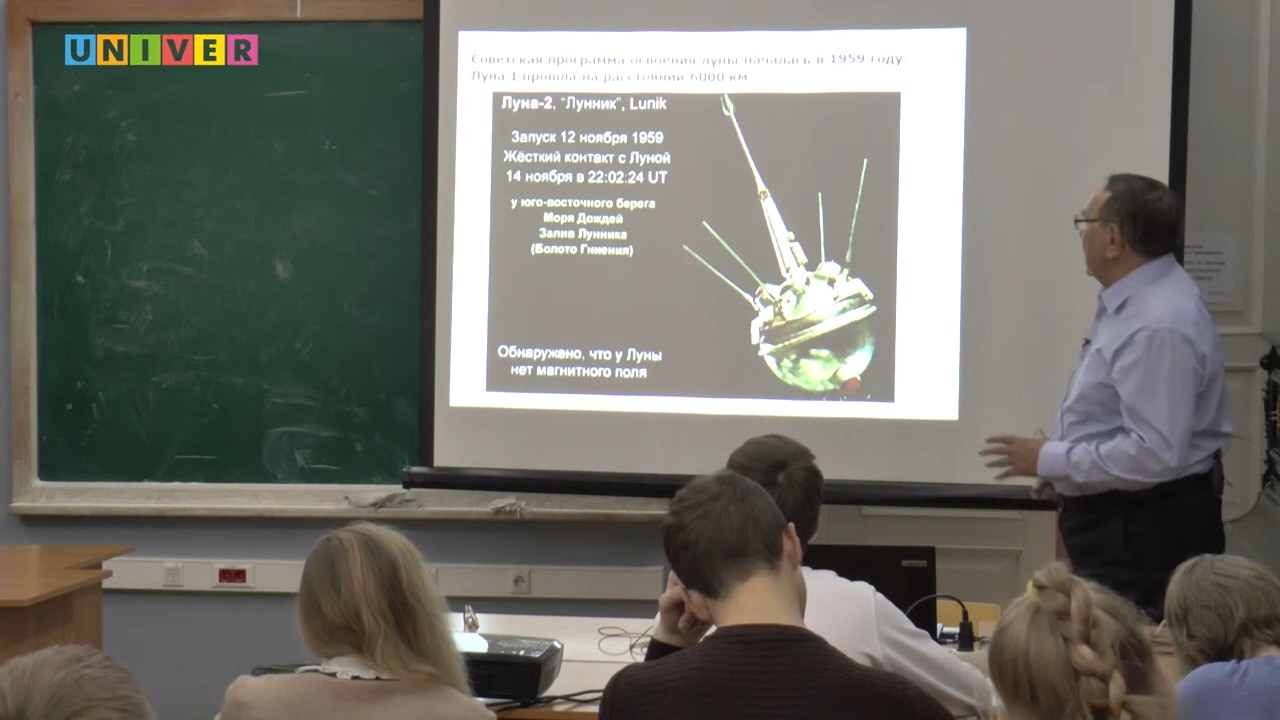 UNIVER
Советская программа освоения луны началась в 1959 году.
Луна 1 прошла на расстоянии 6000 км
Луна-2, "Лунник", Lunik
Запуск 12 ноября 1959
Жёсткий контакт с Луной
14 ноября в 22:02:24 UT
у юго-восточного берега
Моря Дождей
Залив Лунника
(Болото Гниения)
Обнаружено, что у Луны
нет магнитного поля